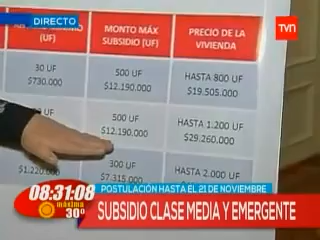 DIRECTO
tvn
(UF)
MONTO MÁX
SUBSIDIO (UF)
PRECIO DE LA
VIVIENDA
30 UF
$730.000
500 UF
$12.190.000
HASTA 800 UF
$19.505.000
UF
500 UF
$12.190.000
HASTA 1.200 UF
$29.260.000
$1.220.000
300 UF
$7.315.000
HASTA 2.000 UF
POSTULACIÓN HASTA EL 21 DE NOVIEMBRE
08:31:08
máxima
30º
SUBSIDIO CLASE MEDIA Y EMERGENTE